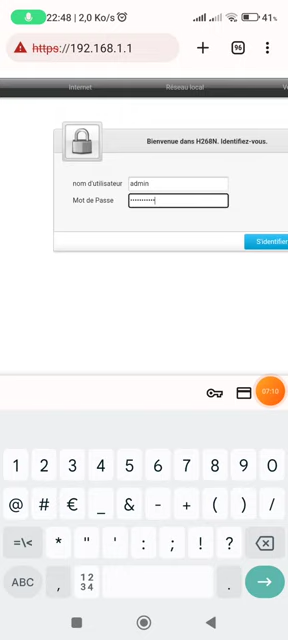 22:48 | 2,0 Ko/s
41%
https://192.168.1.1
96
Internet
Réseau local
Bienvenue dans H268N. Identifiez-vous.
nom d'utilisateur
admin
Mot de Passe
•••••••••••
S'identifier
07:10
1 2 3 4 5 6 7 8 9 0
@ # € _ & - + ( ) /
=\< * " ' : ; ! ?
ABC , 12 34 .